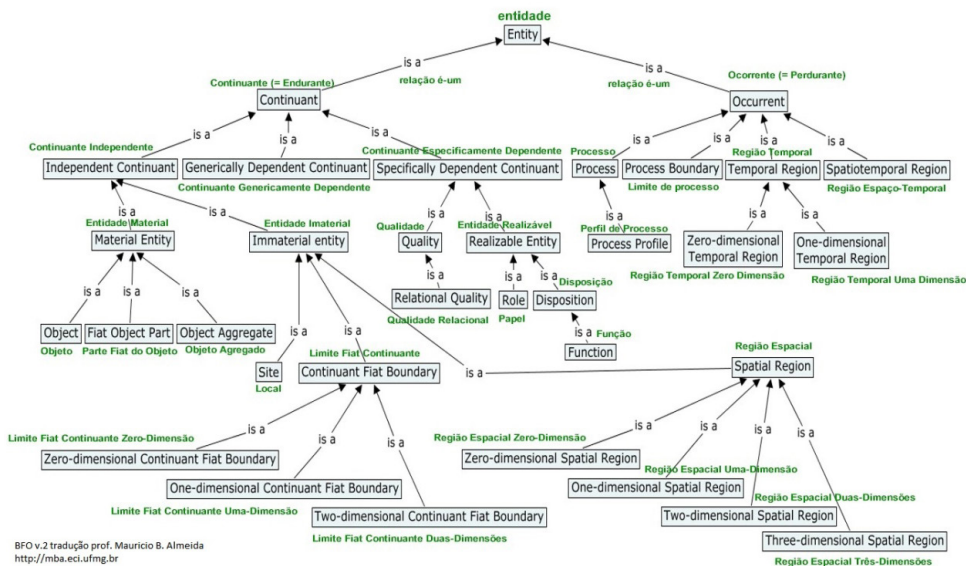 entidade
Entity
is a
is a
relação é-um
relação é-um
Continuante (= Endurante)
Continuant
Ocorrente (= Perdurante)
Occurrent
is a
is a
is a
is a
is a
is a
is a
Continuante Independente
Independent Continuant
Generically Dependent Continuant
Continuante Genericamente Dependente
Continuante Especificamente Dependente
Specifically Dependent Continuant
Processo
Process
Process Boundary
Limite de processo
Região Temporal
Temporal Region
Spatiotemporal Region
Região Espaço-Temporal
is a
is a
is a
is a
is a
is a
is a
Entidade Material
Material Entity
Entidade Imaterial
Immaterial entity
Qualidade
Quality
Entidade Realizável
Realizable Entity
Perfil de Processo
Process Profile
Zero-dimensional
Temporal Region
Região Temporal Zero Dimensão
One-dimensional
Temporal Region
Região Temporal Uma Dimensão
is a
is a
is a
is a
is a
is a
Relational Quality
Qualidade Relacional
Role
Papel
Disposição
Disposition
Object
Objeto
Fiat Object Part
Parte Fiat do Objeto
Object Aggregate
Objeto Agregado
is a
is a
is a
Função
Function
Site
Local
Limite Fiat Continuante
Continuant Fiat Boundary
is a
Região Espacial
Spatial Region
is a
is a
is a
is a
is a
is a
is a
Limite Fiat Continuante Zero-Dimensão
Zero-dimensional Continuant Fiat Boundary
One-dimensional Continuant Fiat Boundary
Limite Fiat Continuante Uma-Dimensão
Two-dimensional Continuant Fiat Boundary
Limite Fiat Continuante Duas-Dimensões
Região Espacial Zero-Dimensão
Zero-dimensional Spatial Region
Região Espacial Uma-Dimensão
One-dimensional Spatial Region
Região Espacial Duas-Dimensões
Two-dimensional Spatial Region
Three-dimensional Spatial Region
Região Espacial Três-Dimensões
BFO v.2 tradução prof. Mauricio B. Almeida
http://mba.eci.ufmg.br